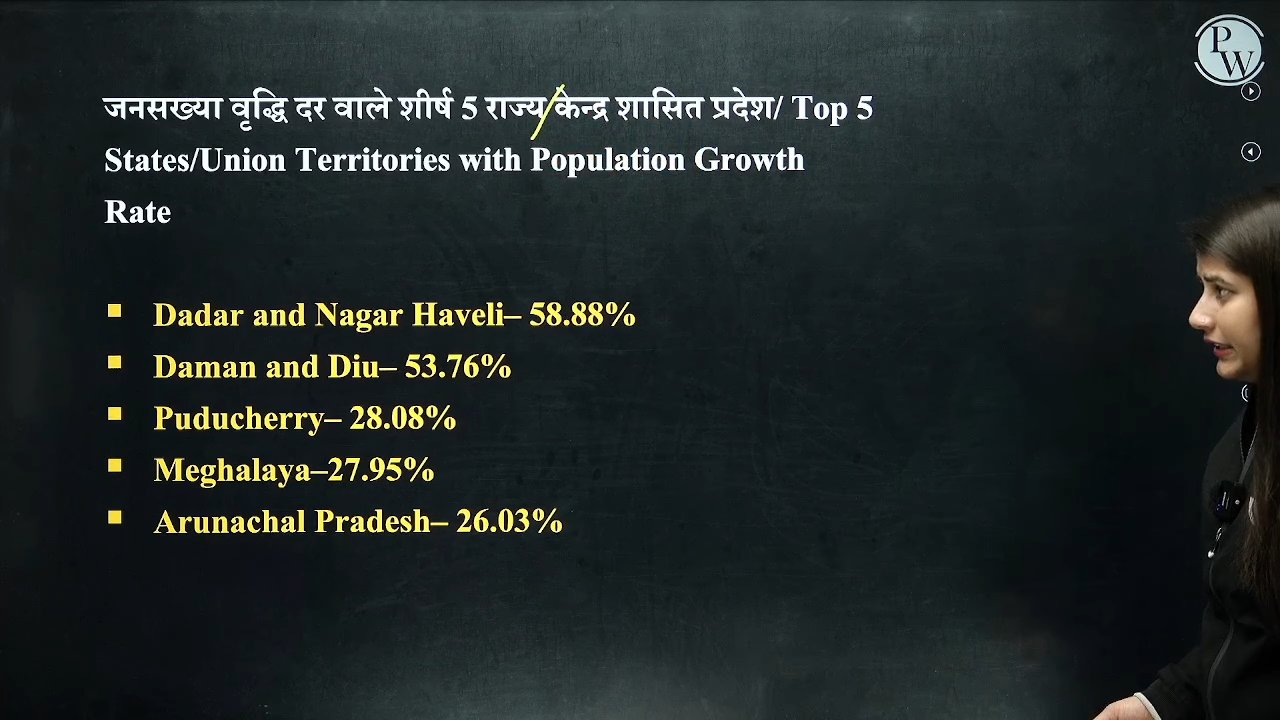 PW
जनसख्या वृद्धि दर वाले शीर्ष 5 राज्य/केन्द्र शासित प्रदेश/ Top 5
States/Union Territories with Population Growth
Rate
▪ Dadar and Nagar Haveli– 58.88%
▪ Daman and Diu– 53.76%
▪ Puducherry– 28.08%
▪ Meghalaya–27.95%
▪ Arunachal Pradesh– 26.03%